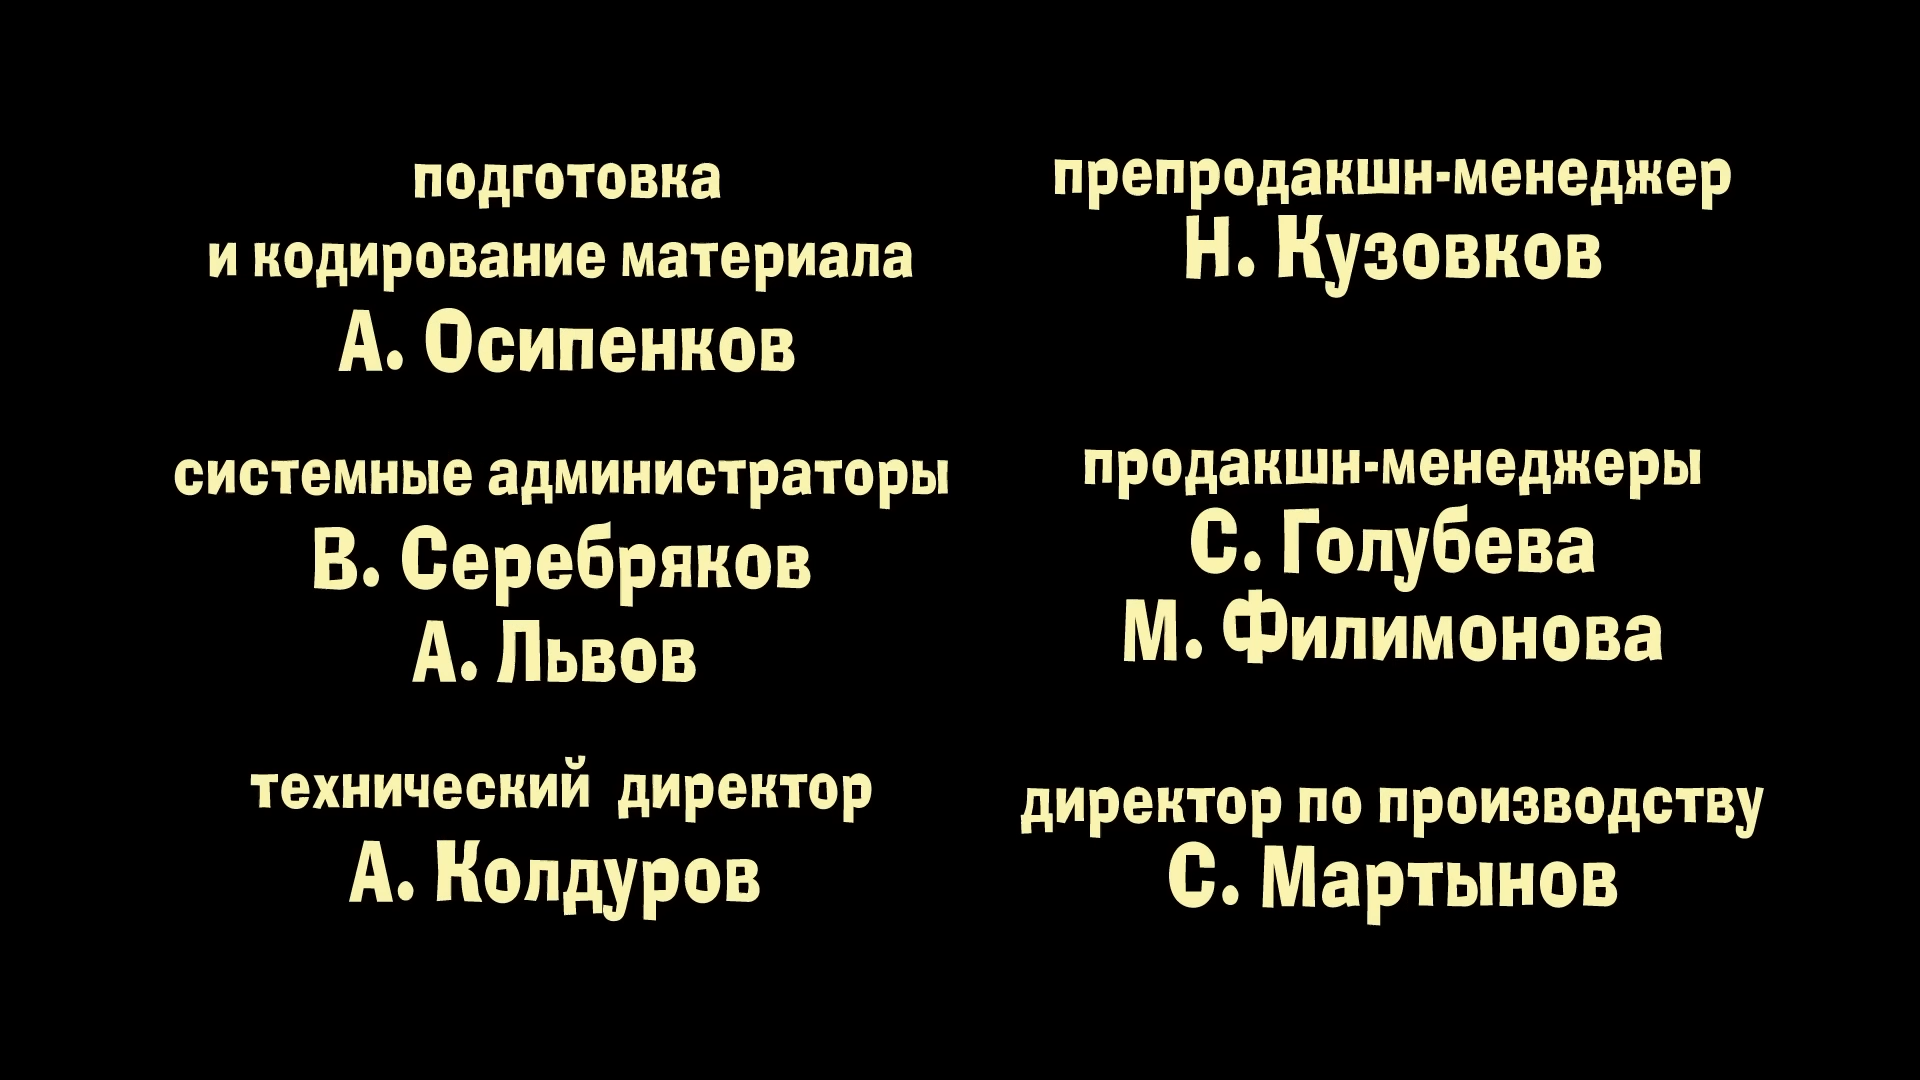 подготовка
и кодирование материала
А. Осипенков
системные администраторы
В. Серебряков
А. Львов
технический директор
А. Колдуров
препродакшн-менеджер
Н. Кузовков
продакшн-менеджеры
С. Голубева
М. Филимонова
директор по производству
С. Мартынов